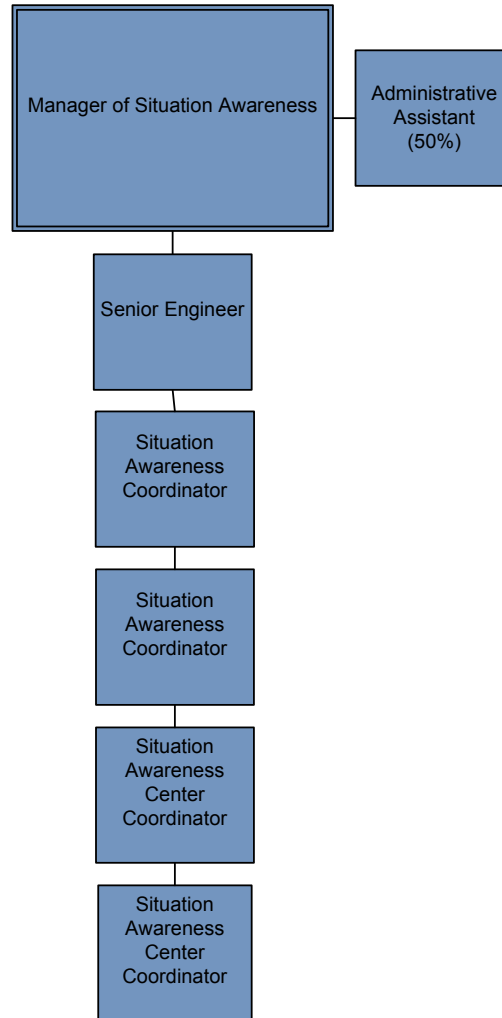 Manager of Situation Awareness
Administrative
Assistant
(50%)
Senior Engineer
Situation
Awareness
Coordinator
Situation
Awareness
Coordinator
Situation
Awareness
Center
Coordinator
Situation
Awareness
Center
Coordinator